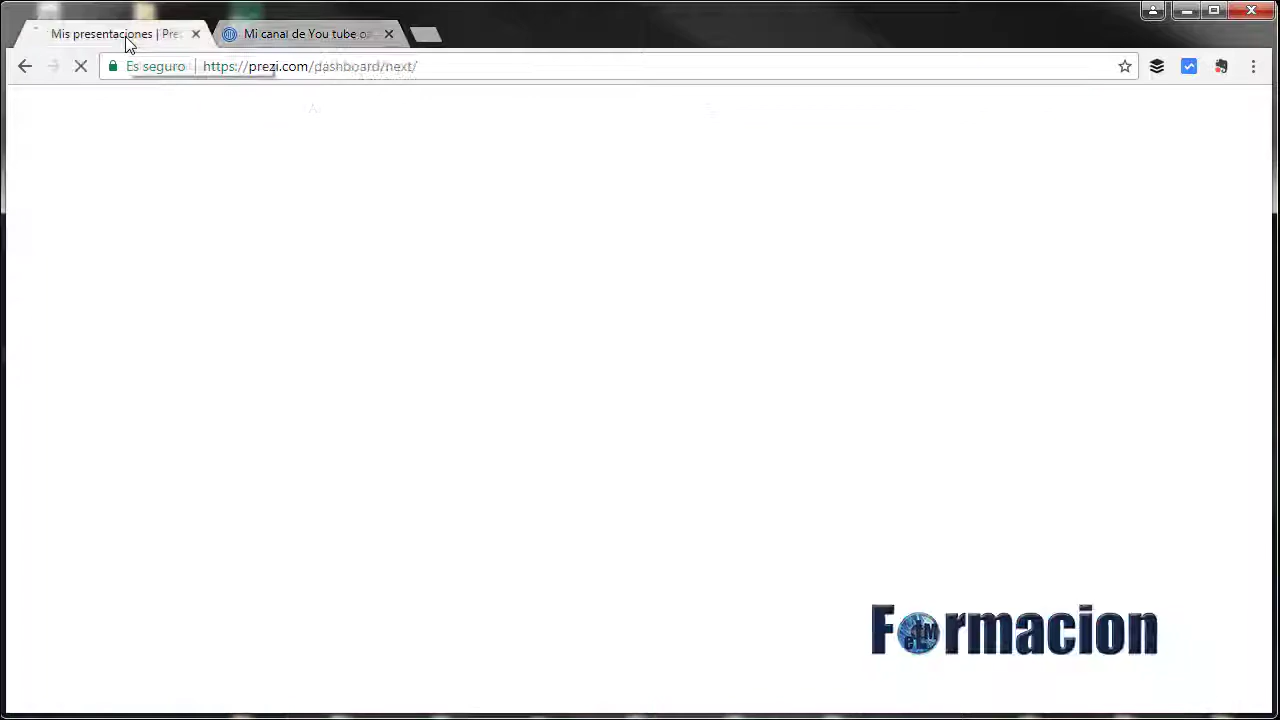 Mis presentaciones | Pre
Mi canal de You tube
Es seguro
https://prezi.com/dashboard/next/
Formacion